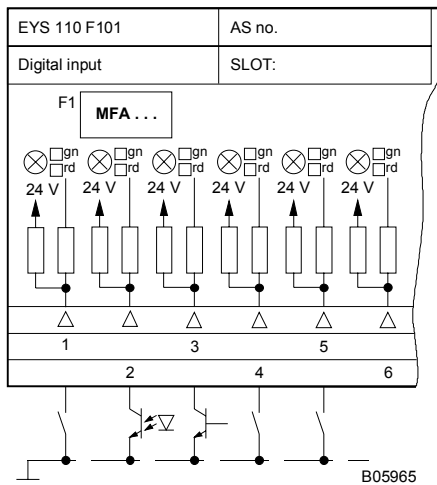 EYS 110 F101 AS no.
Digital input SLOT:
F1 MFA . . .
gn gn gn gn gn gn
rd rd rd rd rd rd
24 V 24 V 24 V 24 V 24 V 24 V
1 3 5
2 4 6
B05965